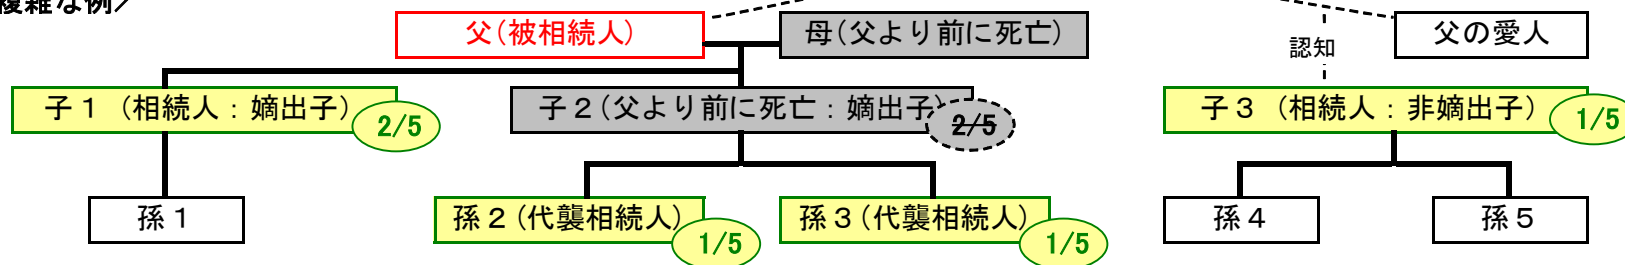 複雑な例／
父(被相続人)
母(父より前に死亡)
父の愛人
認知
子１（相続人：嫡出子）
2/5
子２(父より前に死亡：嫡出子)
2/5
子３（相続人：非嫡出子）
1/5
孫１
孫２(代襲相続人)
1/5
孫３(代襲相続人)
1/5
孫４
孫５